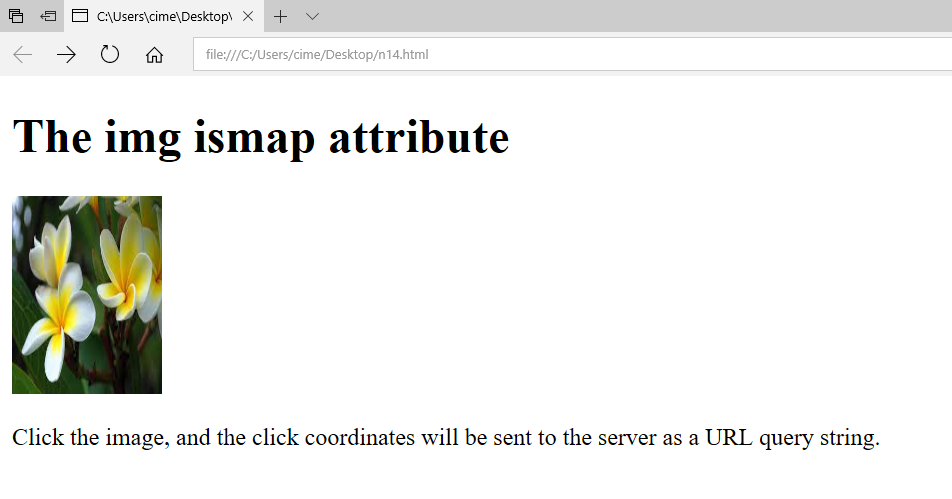 C:\Users\cime\Desktop\
file:///C:/Users/cime/Desktop/n14.html
The img ismap attribute
Click the image, and the click coordinates will be sent to the server as a URL query string.